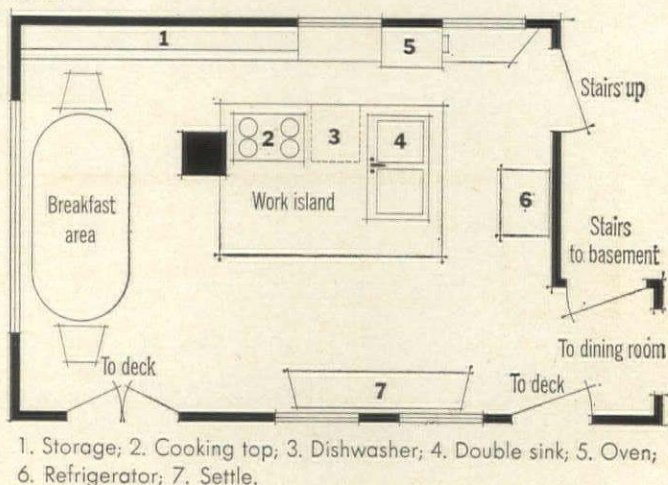 1
5
Stairs up
2
3
4
Breakfast
area
Work island
6
Stairs
to basement
To dining room
To deck
7
To deck
1. Storage; 2. Cooking top; 3. Dishwasher; 4. Double sink; 5. Oven;
6. Refrigerator; 7. Settle.